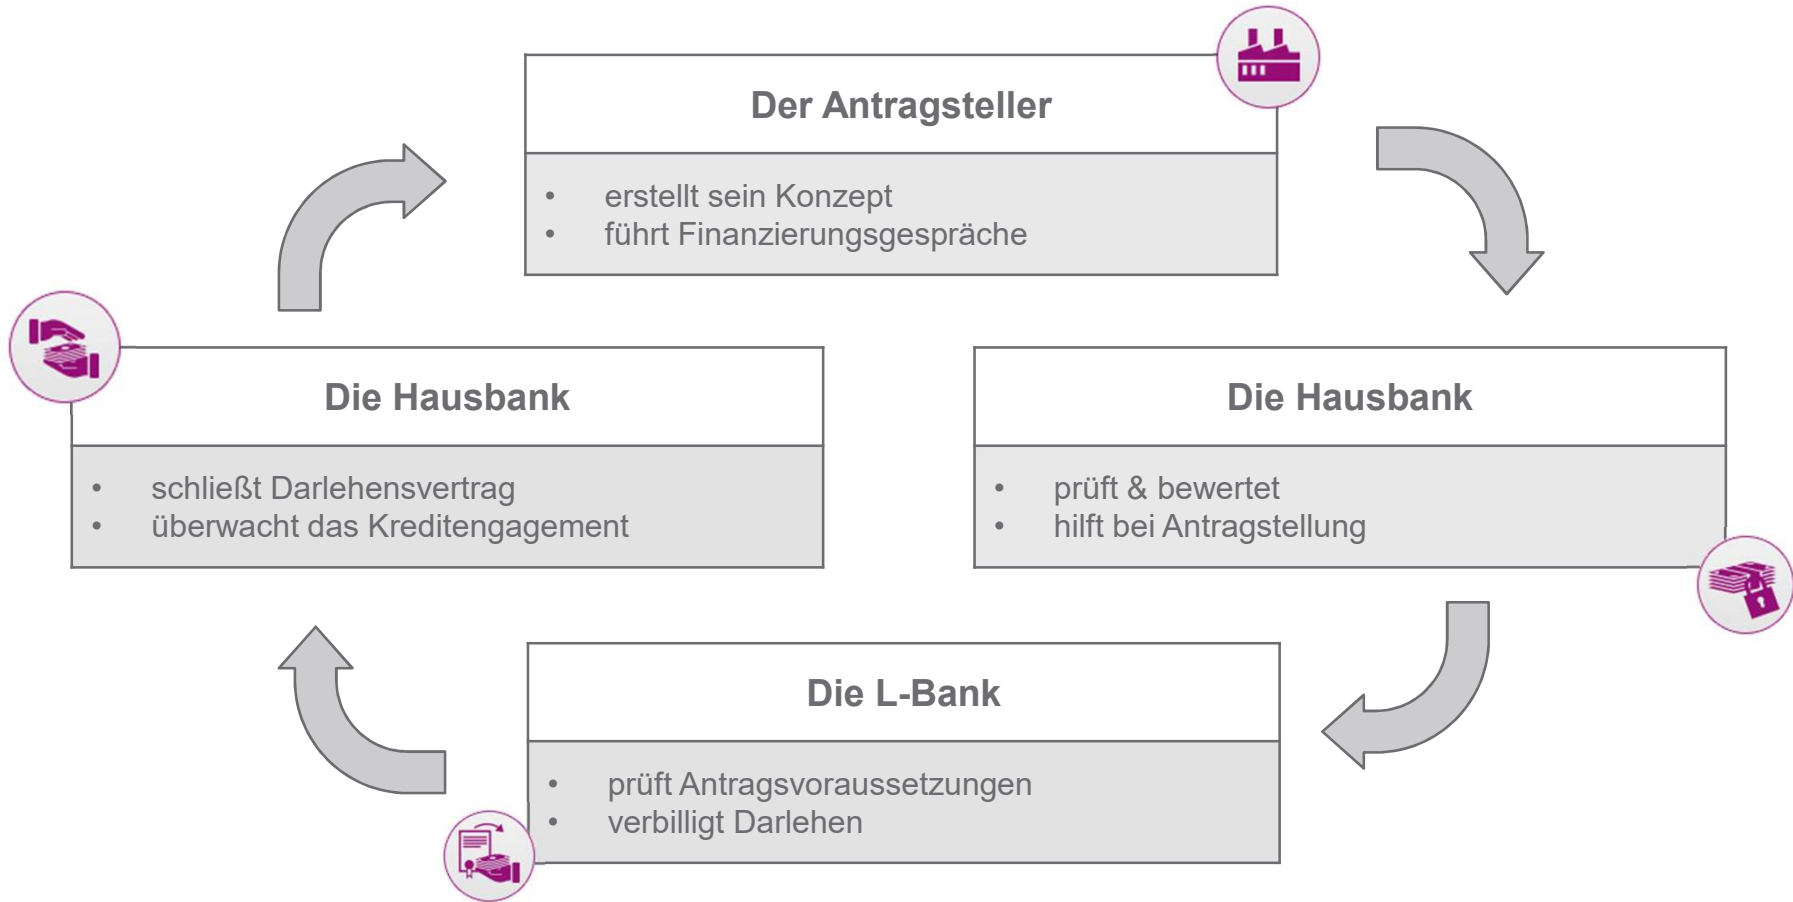 Der Antragsteller
• erstellt sein Konzept
• führt Finanzierungsgespräche
Die Hausbank
• schließt Darlehensvertrag
• überwacht das Kreditengagement
Die Hausbank
• prüft & bewertet
• hilft bei Antragstellung
Die L-Bank
• prüft Antragsvoraussetzungen
• verbilligt Darlehen